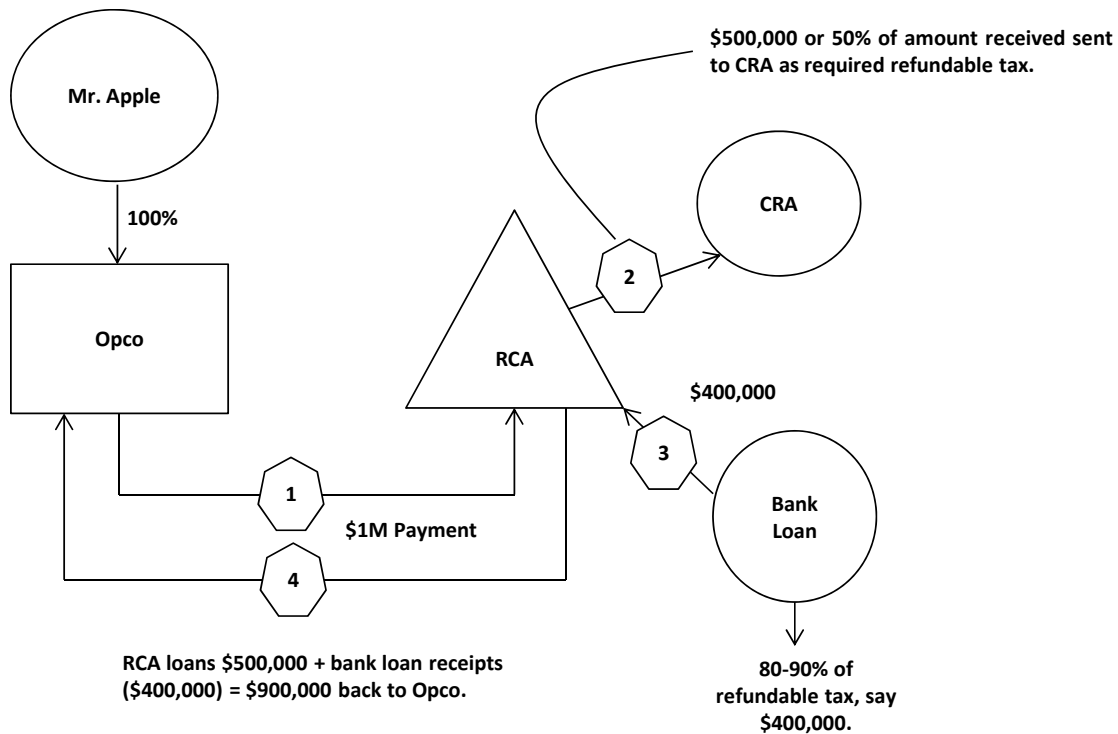 $500,000 or 50% of amount received sent
to CRA as required refundable tax.
Mr. Apple
CRA
100%
2
Opco
RCA
$400,000
3
1
Bank
Loan
$1M Payment
4
RCA loans $500,000 + bank loan receipts
($400,000) = $900,000 back to Opco.
80-90% of
refundable tax, say
$400,000.